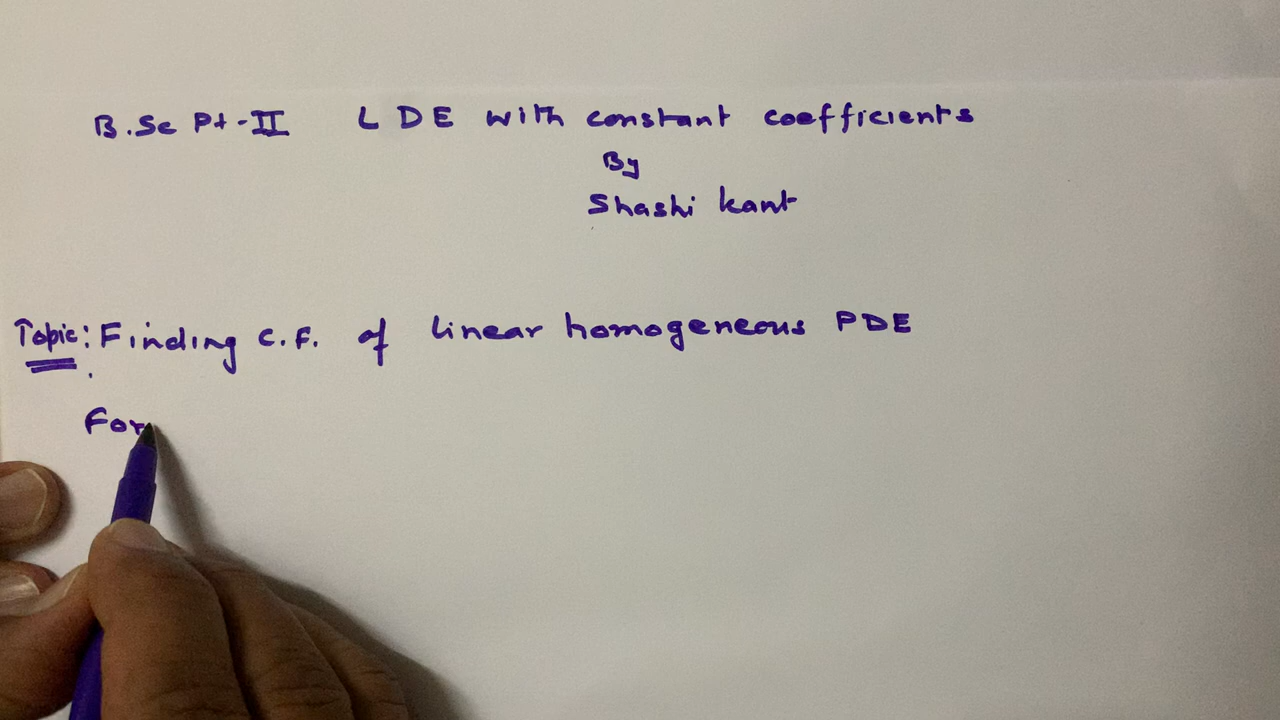 B.Sc Pt-II LDE with constant coefficients
By
Shashi kant
Topic: Finding C.F. of linear homogeneous PDE
For